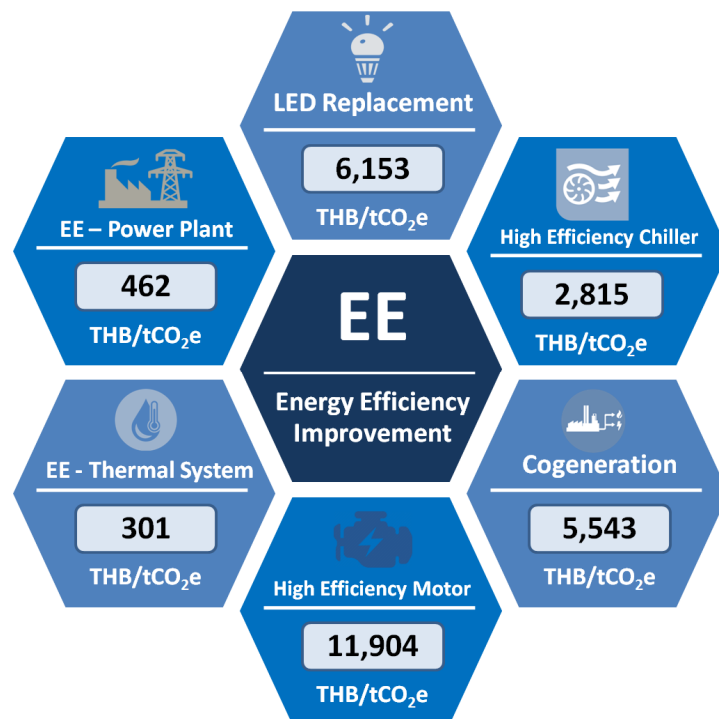 LED Replacement
6,153
THB/tCO₂e
EE – Power Plant
462
THB/tCO₂e
High Efficiency Chiller
2,815
THB/tCO₂e
EE
Energy Efficiency
Improvement
EE - Thermal System
301
THB/tCO₂e
Cogeneration
5,543
THB/tCO₂e
High Efficiency Motor
11,904
THB/tCO₂e